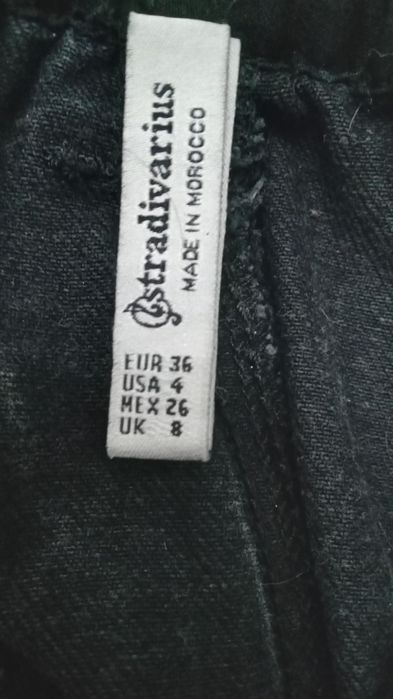 stradivarius
MADE IN MOROCCO
EUR 36
USA 4
MEX 26
UK 8